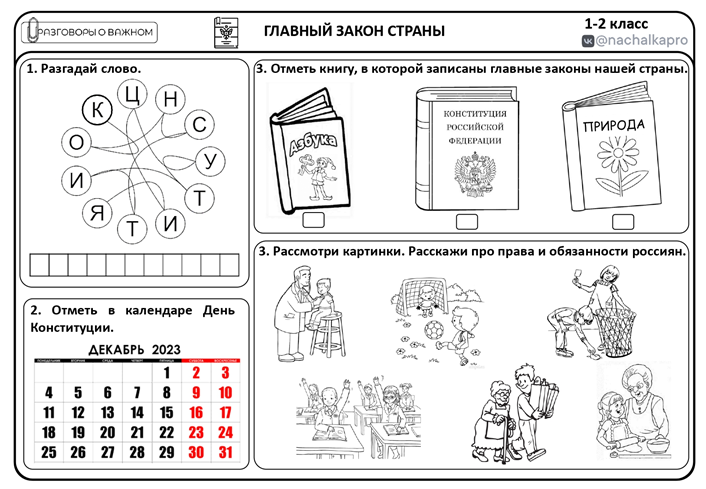 РАЗГОВОРЫ О ВАЖНОМ
ГЛАВНЫЙ ЗАКОН СТРАНЫ
1-2 класс
@nachalkapro
1. Разгадай слово.
Ц
К
Н
О
С
И
У
Я
Т
Т
И
2. Отметь в календаре День
Конституции.
ДЕКАБРЬ 2023
ПОНЕДЕЛЬНИК ВТОРНИК СРЕДА ЧЕТВЕРГ ПЯТНИЦА СУББОТА ВОСКРЕСЕНЬЕ
1 2 3
4 5 6 7 8 9 10
11 12 13 14 15 16 17
18 19 20 21 22 23 24
25 26 27 28 29 30 31
3. Отметь книгу, в которой записаны главные законы нашей страны.
Азбука
КОНСТИТУЦИЯ
РОССИЙСКОЙ
ФЕДЕРАЦИИ
ПРИРОДА
3. Рассмотри картинки. Расскажи про права и обязанности россиян.